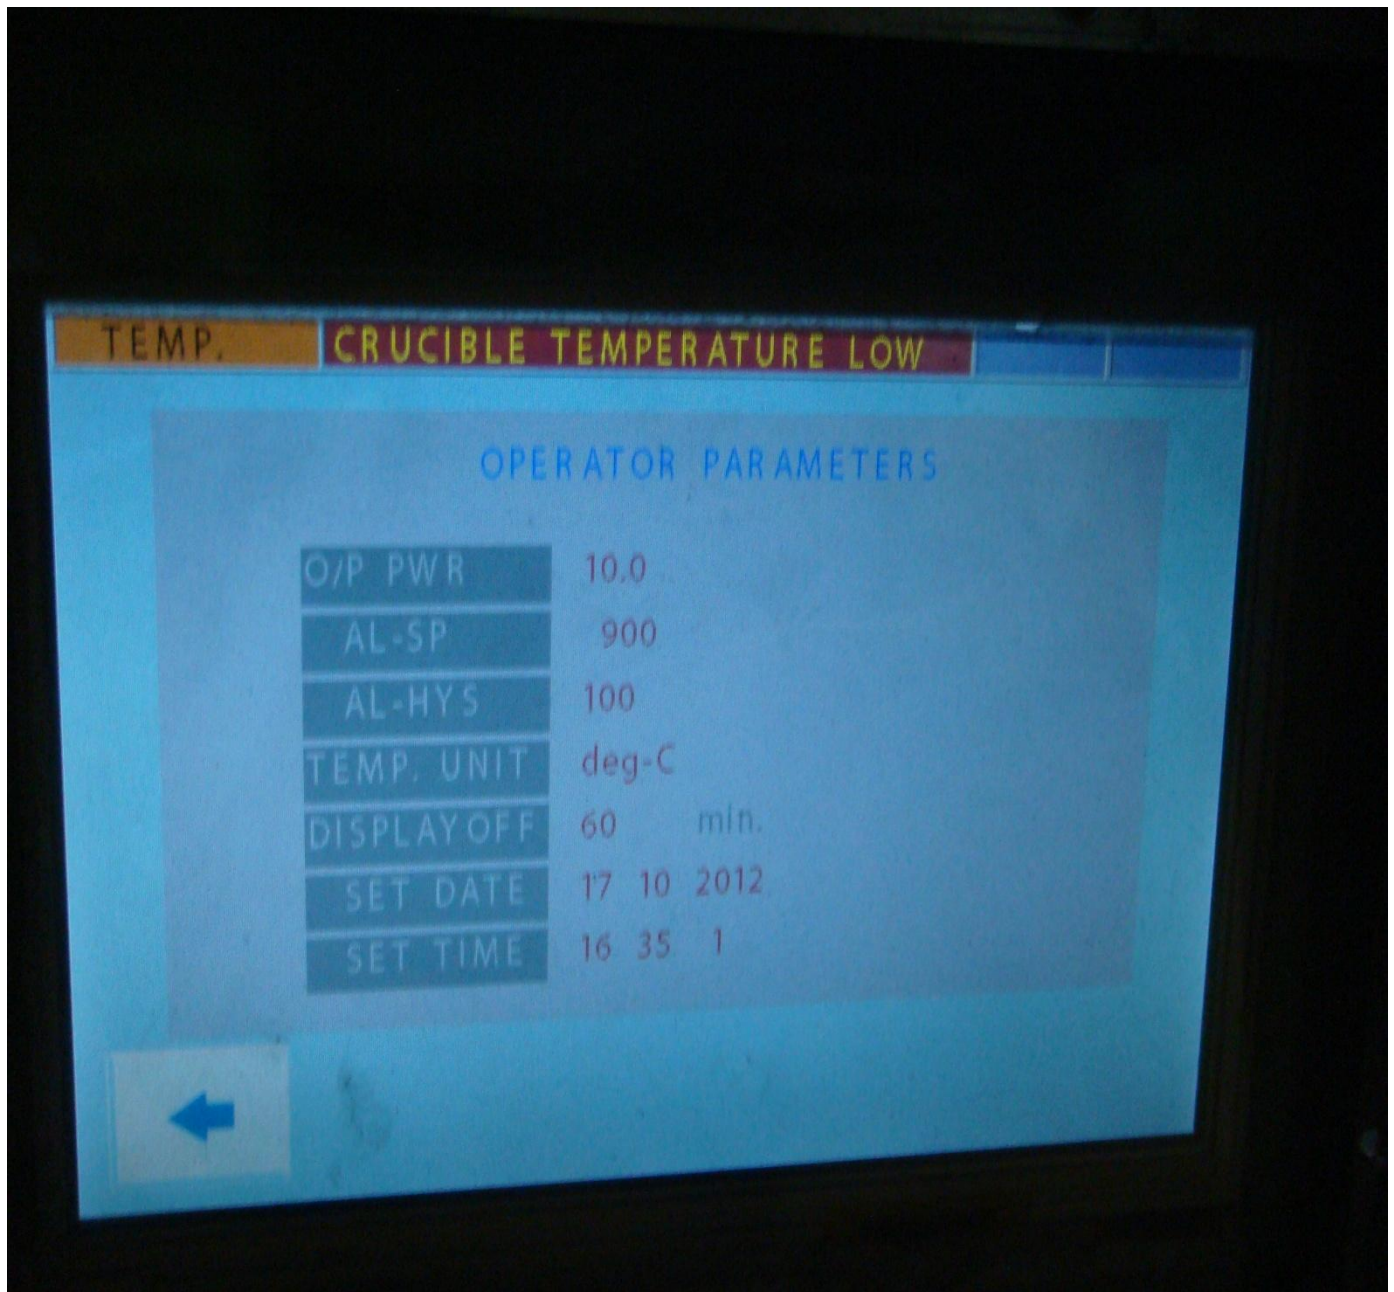 TEMP. CRUCIBLE TEMPERATURE LOW
OPERATOR PARAMETERS
O/P PWR 10.0
AL-SP 900
AL-HYS 100
TEMP. UNIT deg-C
DISPLAYOFF 60 min.
SET DATE 17 10 2012
SET TIME 16 35 1